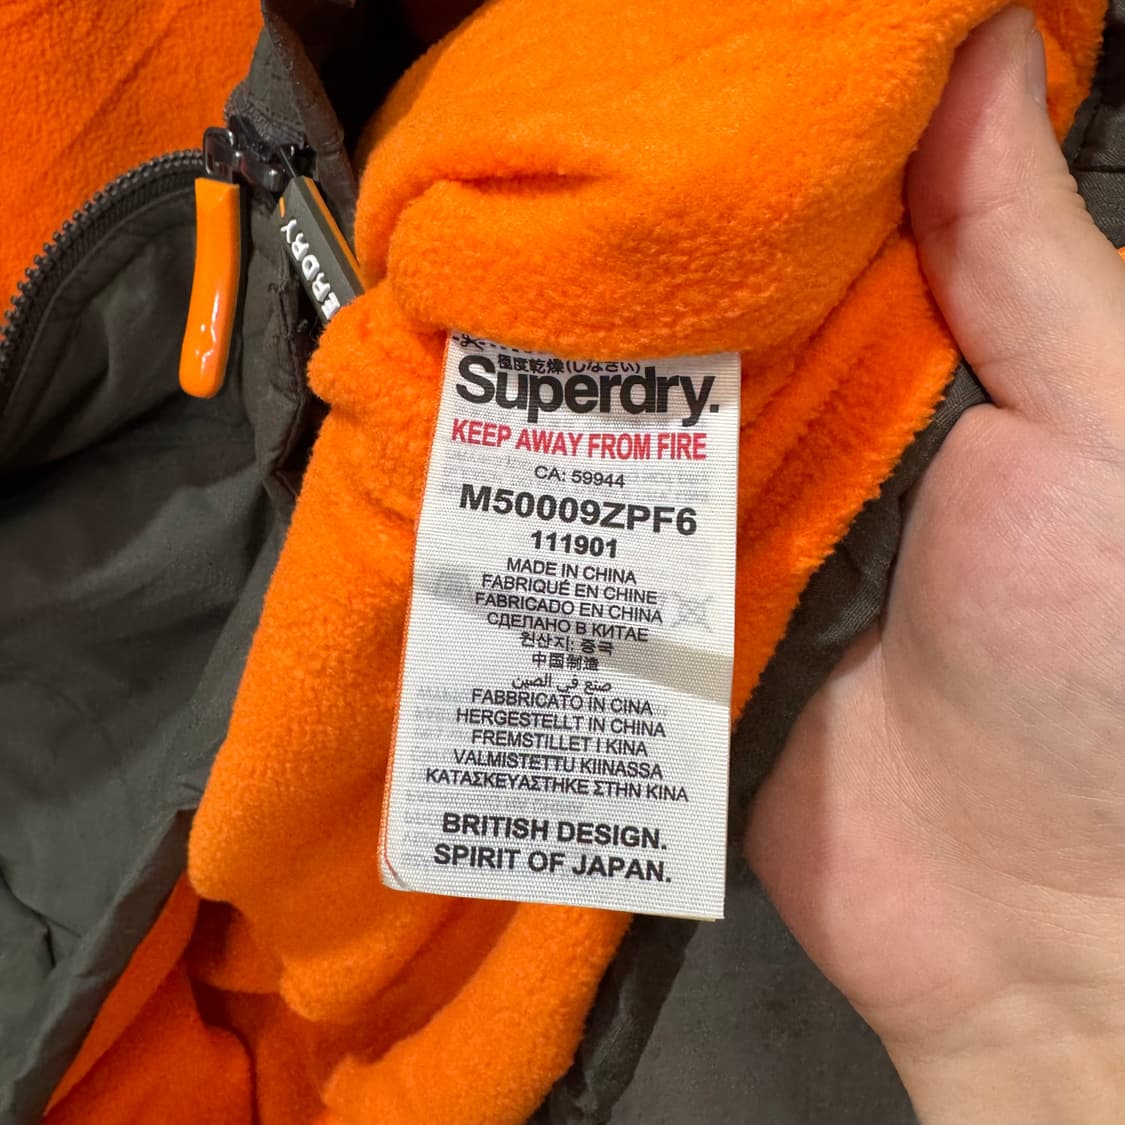 ERDRY
極度乾燥(しなさい)
Superdry.
KEEP AWAY FROM FIRE
CA: 59944
M50009ZPF6
111901
MADE IN CHINA
FABRIQUÉ EN CHINE
FABRICADO EN CHINA
СДЕЛАНО В КИТАЕ
원산지: 중국
中国制造
صنع في الصين
FABBRICATO IN CINA
HERGESTELLT IN CHINA
FREMSTILLET I KINA
VALMISTETTU KIINASSA
ΚΑΤΑΣΚΕΥΑΣΤΗΚΕ ΣΤΗΝ ΚΙΝΑ
BRITISH DESIGN.
SPIRIT OF JAPAN.